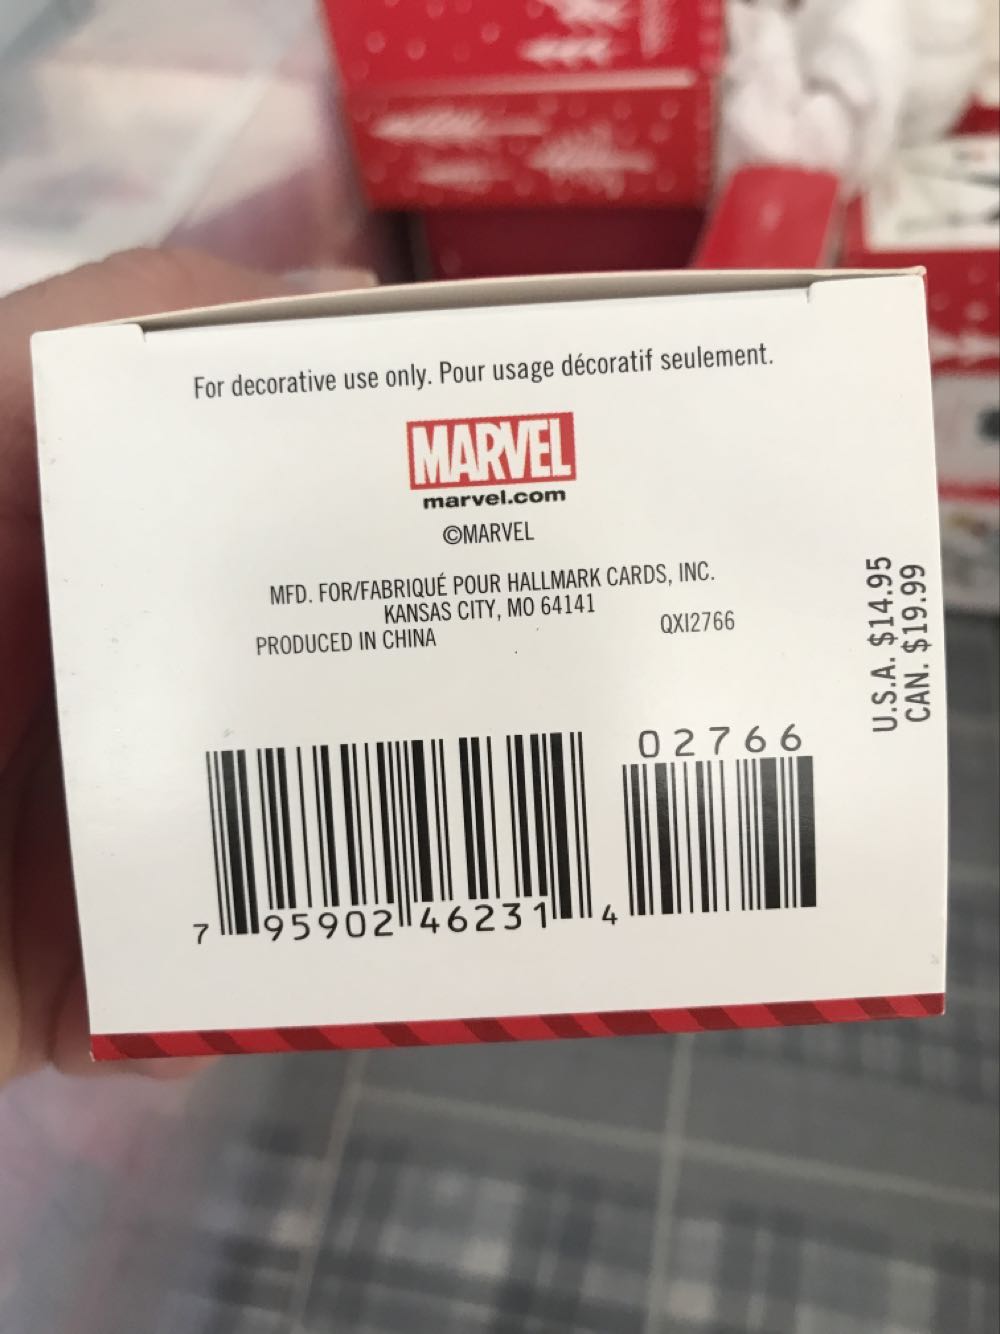 For decorative use only. Pour usage décoratif seulement.
MARVEL
marvel.com
©MARVEL
MFD. FOR/FABRIQUÉ POUR HALLMARK CARDS, INC.
KANSAS CITY, MO 64141
PRODUCED IN CHINA
QXI2766
U.S.A. $14.95
CAN. $19.99
02766
7 95902 46231 4